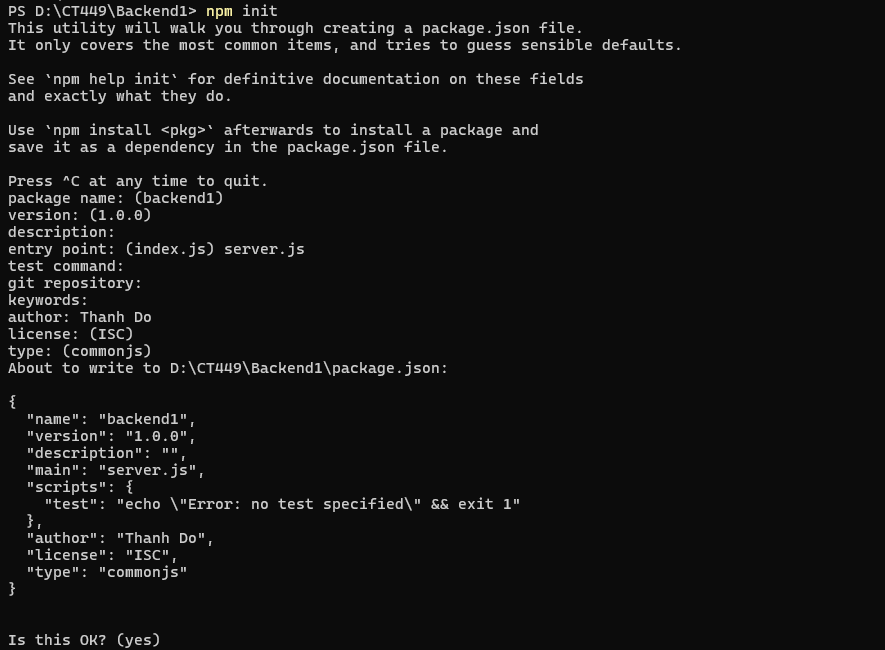 PS D:\CT449\Backend1> npm init
This utility will walk you through creating a package.json file.
It only covers the most common items, and tries to guess sensible defaults.

See `npm help init` for definitive documentation on these fields
and exactly what they do.

Use `npm install <pkg>` afterwards to install a package and
save it as a dependency in the package.json file.

Press ^C at any time to quit.
package name: (backend1)
version: (1.0.0)
description:
entry point: (index.js) server.js
test command:
git repository:
keywords:
author: Thanh Do
license: (ISC)
type: (commonjs)
About to write to D:\CT449\Backend1\package.json:

{
  "name": "backend1",
  "version": "1.0.0",
  "description": "",
  "main": "server.js",
  "scripts": {
    "test": "echo \"Error: no test specified\" && exit 1"
  },
  "author": "Thanh Do",
  "license": "ISC",
  "type": "commonjs"
}


Is this OK? (yes)